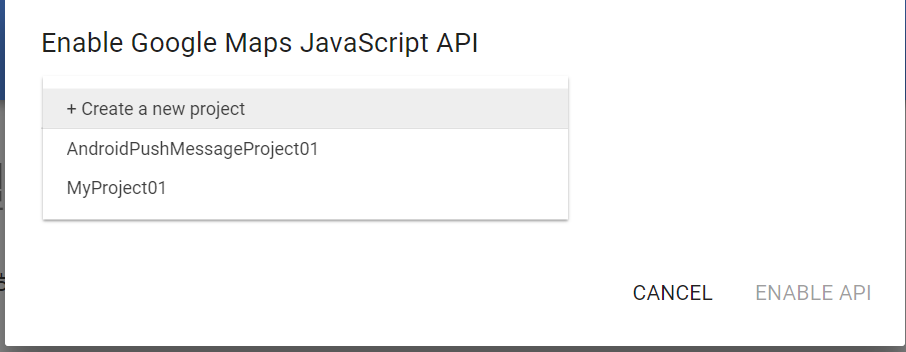 Enable Google Maps JavaScript API
+ Create a new project
AndroidPushMessageProject01
MyProject01
CANCEL ENABLE API